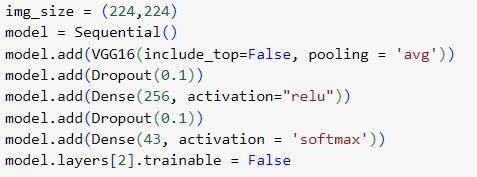 img_size = (224,224)
model = Sequential()
model.add(VGG16(include_top=False, pooling = 'avg'))
model.add(Dropout(0.1))
model.add(Dense(256, activation="relu"))
model.add(Dropout(0.1))
model.add(Dense(43, activation = 'softmax'))
model.layers[2].trainable = False